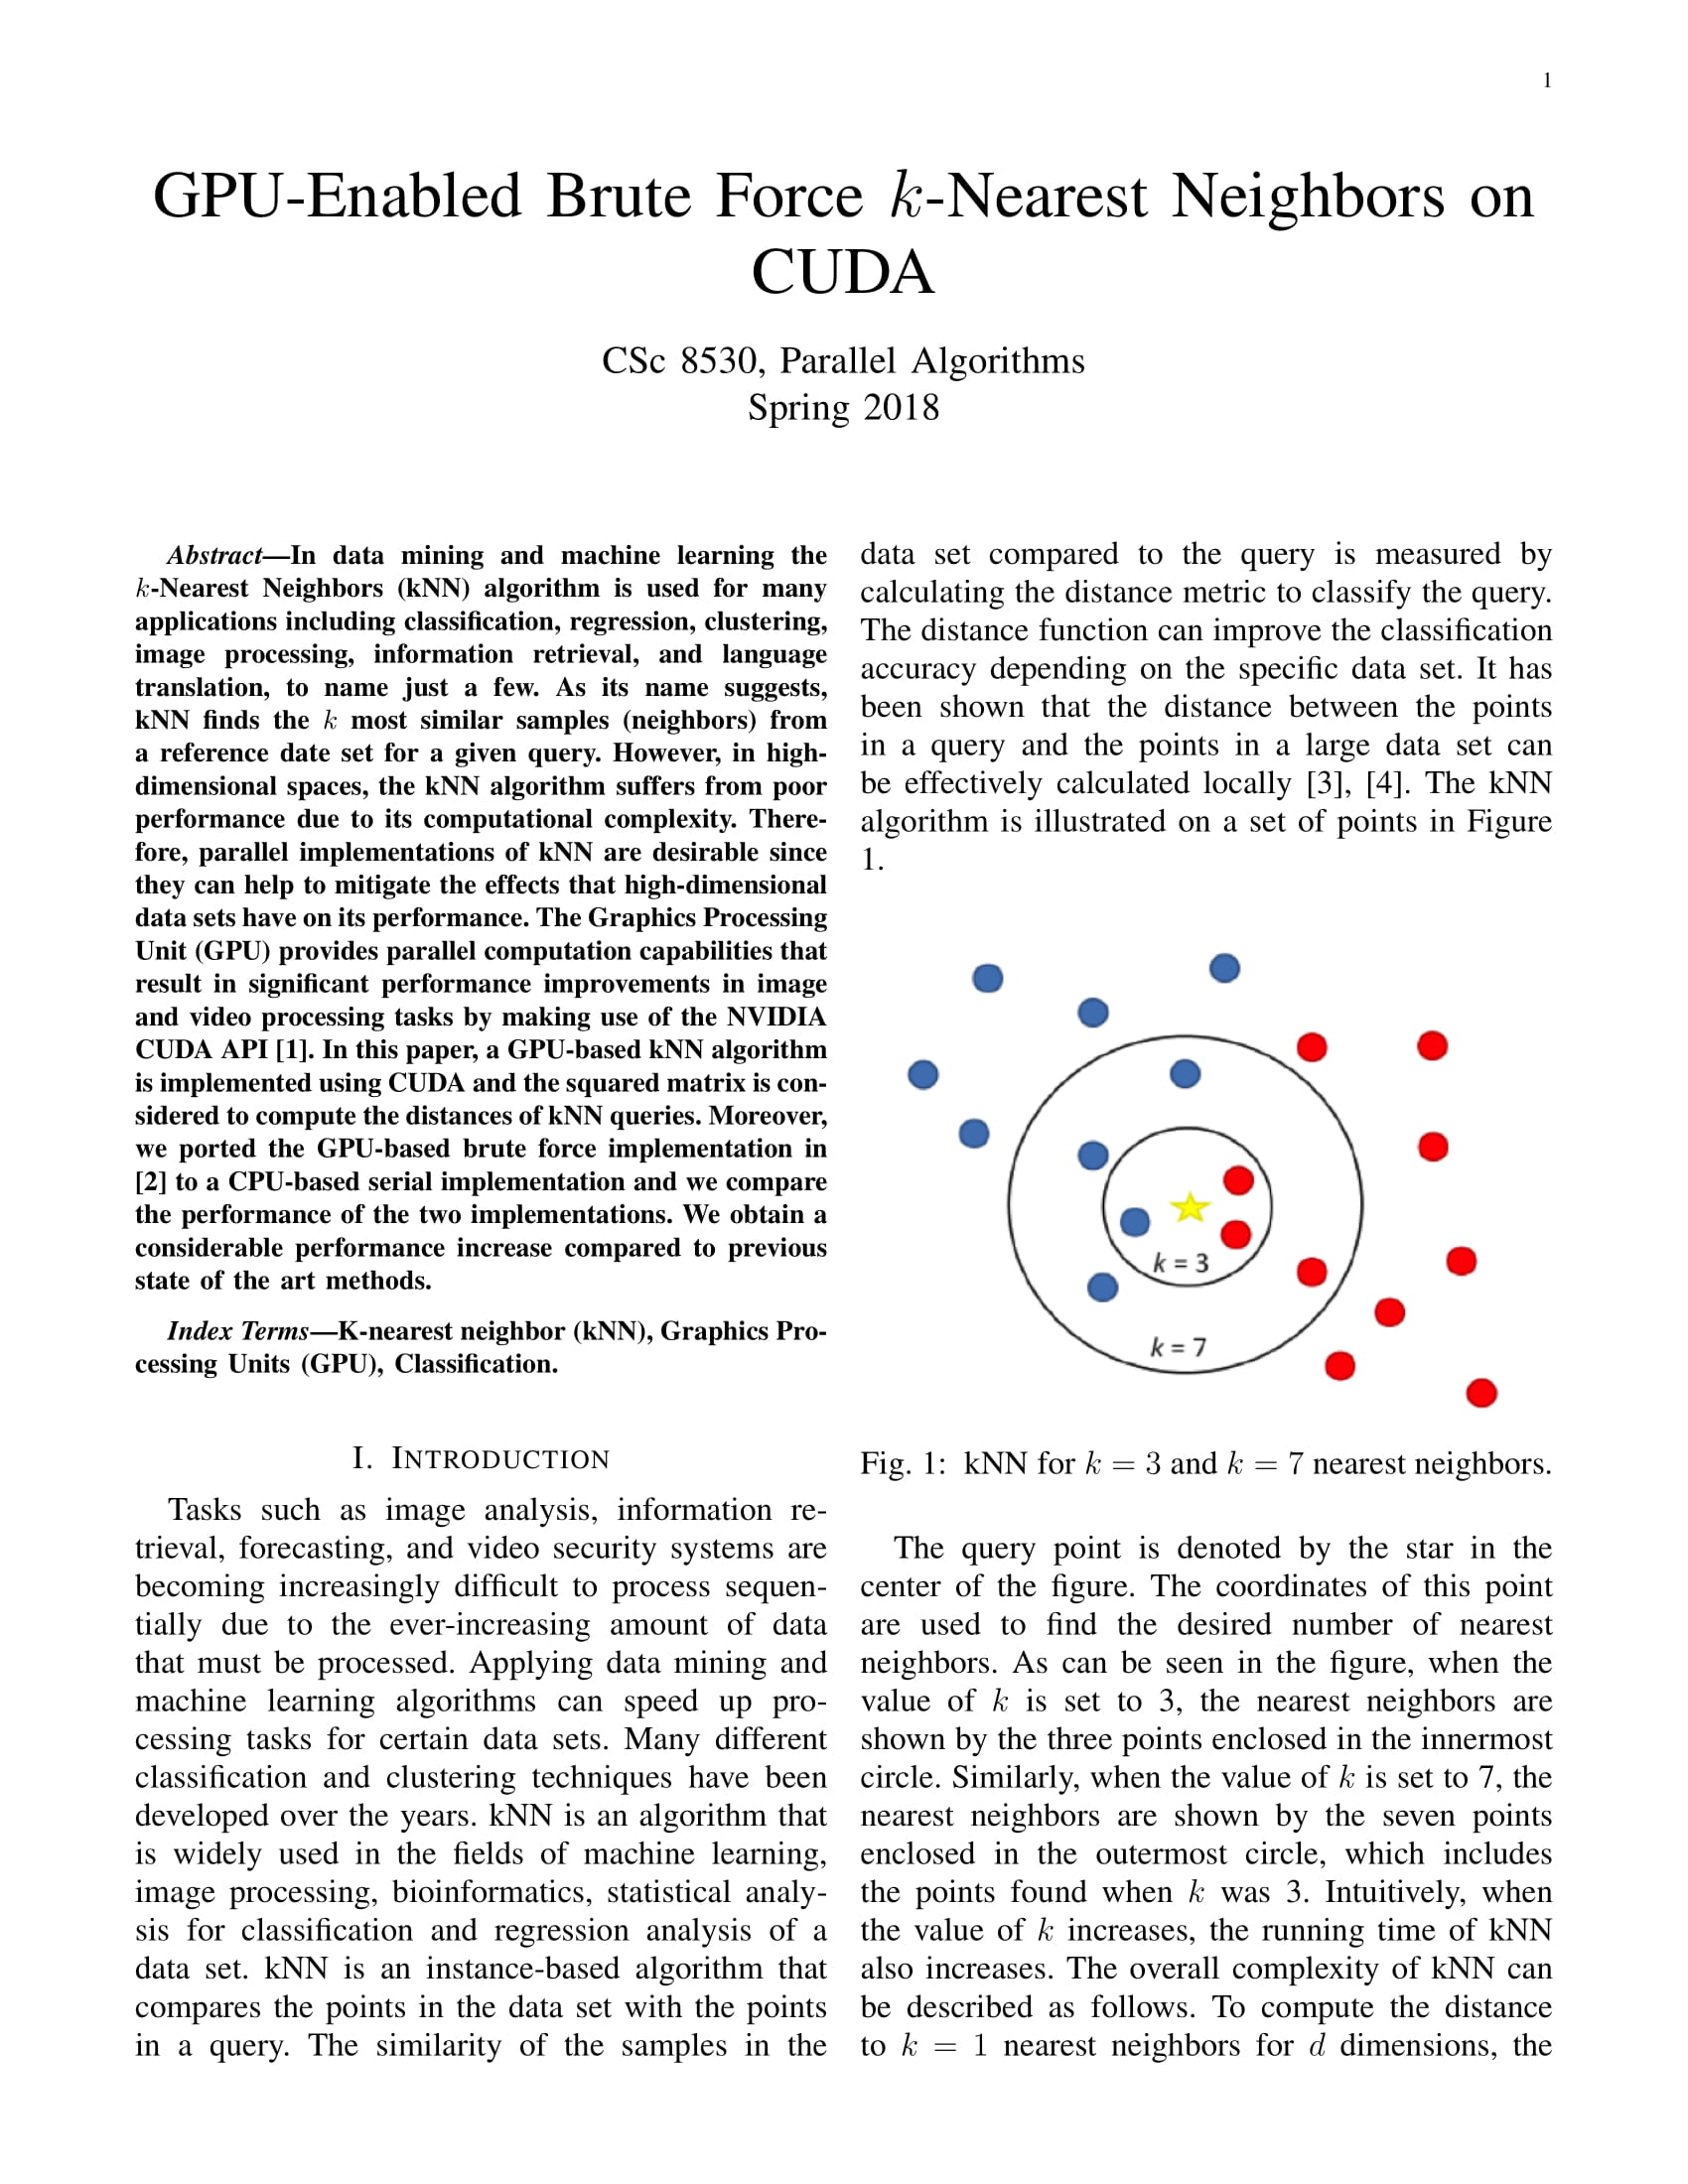 1
GPU-Enabled Brute Force k-Nearest Neighbors on
CUDA
CSc 8530, Parallel Algorithms
Spring 2018
Abstract—In data mining and machine learning the
k-Nearest Neighbors (kNN) algorithm is used for many
applications including classification, regression, clustering,
image processing, information retrieval, and language
translation, to name just a few. As its name suggests,
kNN finds the k most similar samples (neighbors) from
a reference date set for a given query. However, in high-
dimensional spaces, the kNN algorithm suffers from poor
performance due to its computational complexity. There-
fore, parallel implementations of kNN are desirable since
they can help to mitigate the effects that high-dimensional
data sets have on its performance. The Graphics Processing
Unit (GPU) provides parallel computation capabilities that
result in significant performance improvements in image
and video processing tasks by making use of the NVIDIA
CUDA API [1]. In this paper, a GPU-based kNN algorithm
is implemented using CUDA and the squared matrix is con-
sidered to compute the distances of kNN queries. Moreover,
we ported the GPU-based brute force implementation in
[2] to a CPU-based serial implementation and we compare
the performance of the two implementations. We obtain a
considerable performance increase compared to previous
state of the art methods.
Index Terms—K-nearest neighbor (kNN), Graphics Pro-
cessing Units (GPU), Classification.
I. INTRODUCTION
Tasks such as image analysis, information re-
trieval, forecasting, and video security systems are
becoming increasingly difficult to process sequen-
tially due to the ever-increasing amount of data
that must be processed. Applying data mining and
machine learning algorithms can speed up pro-
cessing tasks for certain data sets. Many different
classification and clustering techniques have been
developed over the years. kNN is an algorithm that
is widely used in the fields of machine learning,
image processing, bioinformatics, statistical analy-
sis for classification and regression analysis of a
data set. kNN is an instance-based algorithm that
compares the points in the data set with the points
in a query. The similarity of the samples in the
data set compared to the query is measured by
calculating the distance metric to classify the query.
The distance function can improve the classification
accuracy depending on the specific data set. It has
been shown that the distance between the points
in a query and the points in a large data set can
be effectively calculated locally [3], [4]. The kNN
algorithm is illustrated on a set of points in Figure
1.
k = 3
k = 7
Fig. 1: kNN for k = 3 and k = 7 nearest neighbors.
The query point is denoted by the star in the
center of the figure. The coordinates of this point
are used to find the desired number of nearest
neighbors. As can be seen in the figure, when the
value of k is set to 3, the nearest neighbors are
shown by the three points enclosed in the innermost
circle. Similarly, when the value of k is set to 7, the
nearest neighbors are shown by the seven points
enclosed in the outermost circle, which includes
the points found when k was 3. Intuitively, when
the value of k increases, the running time of kNN
also increases. The overall complexity of kNN can
be described as follows. To compute the distance
to k = 1 nearest neighbors for d dimensions, the